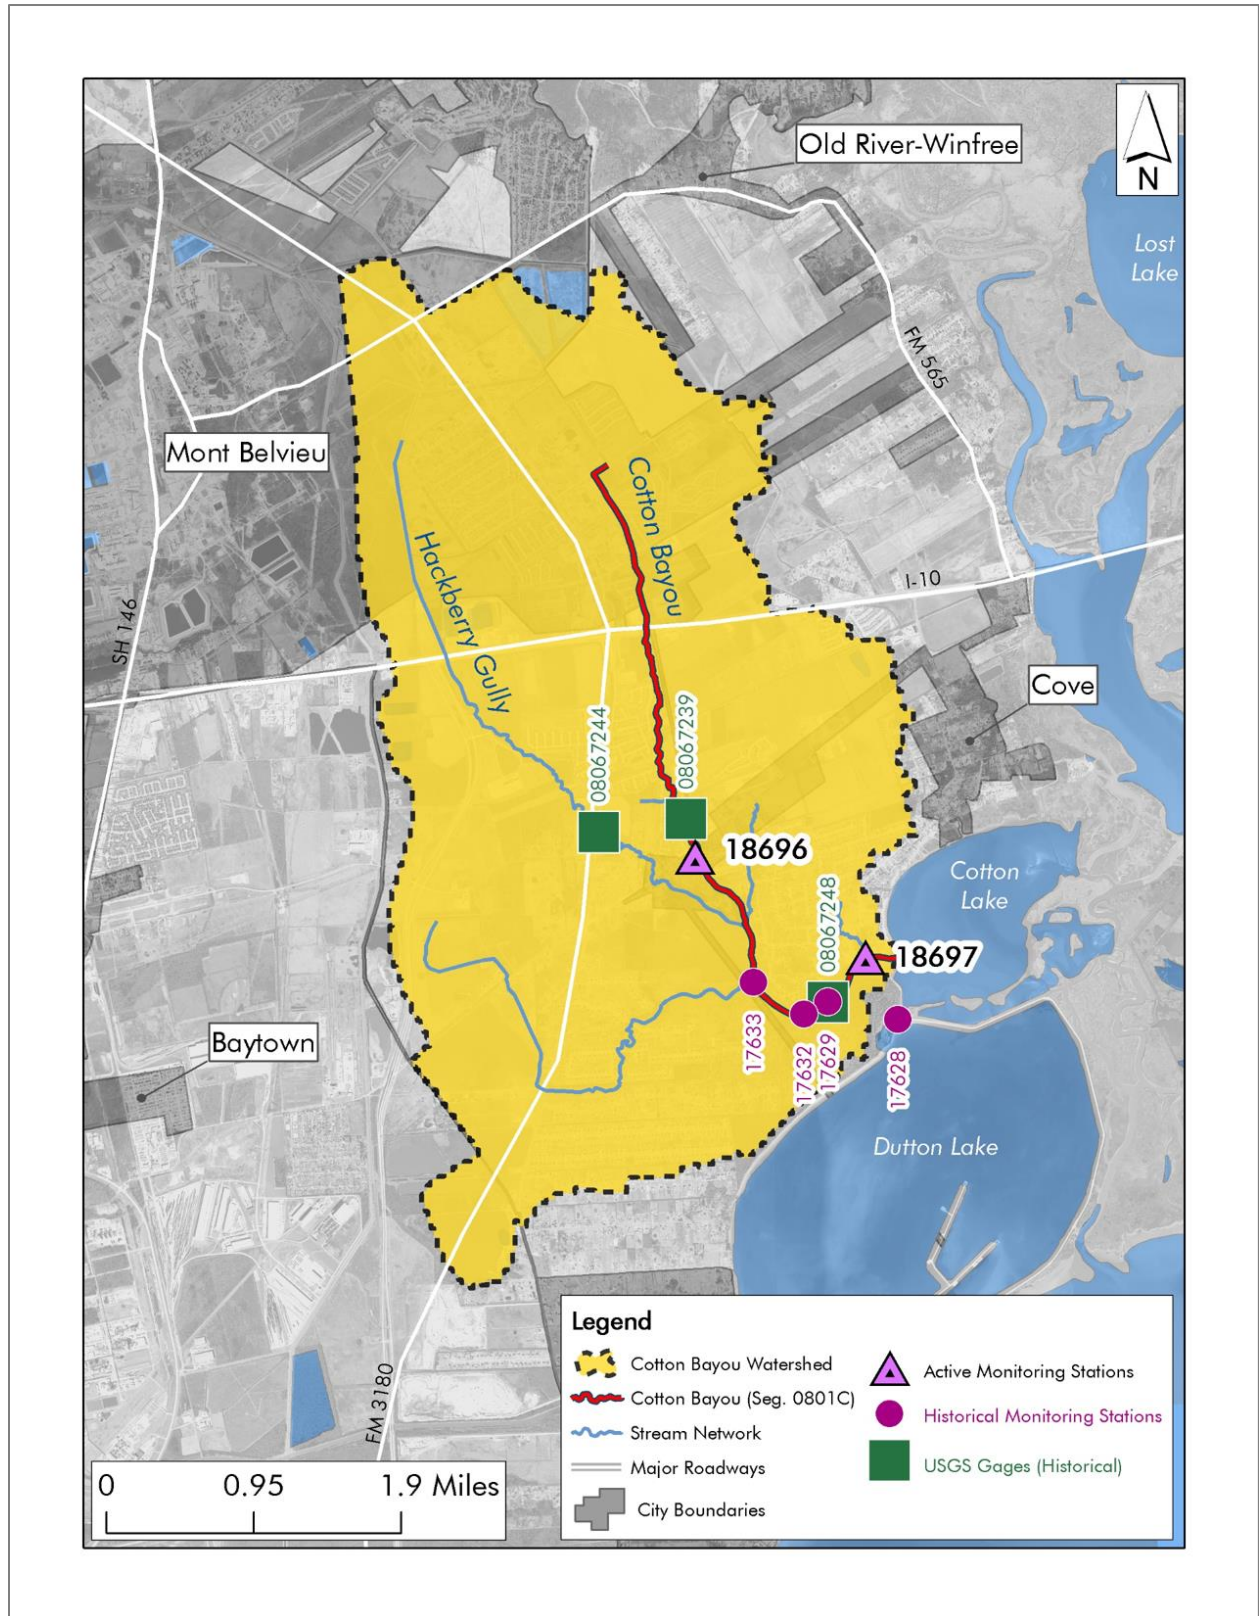 Old River-Winfree
N
Lost
Lake
FM 565
Mont Belvieu
Cotton Bayou
Hackberry Gully
I-10
SH 146
Cove
08067244
08067239
18696
Cotton
Lake
08067248
18697
17633
17632
17629
17628
Baytown
Dutton Lake
FM 3180
0 0.95 1.9 Miles
Legend
Cotton Bayou Watershed
Cotton Bayou (Seg. 0801C)
Stream Network
Major Roadways
City Boundaries
Active Monitoring Stations
Historical Monitoring Stations
USGS Gages (Historical)